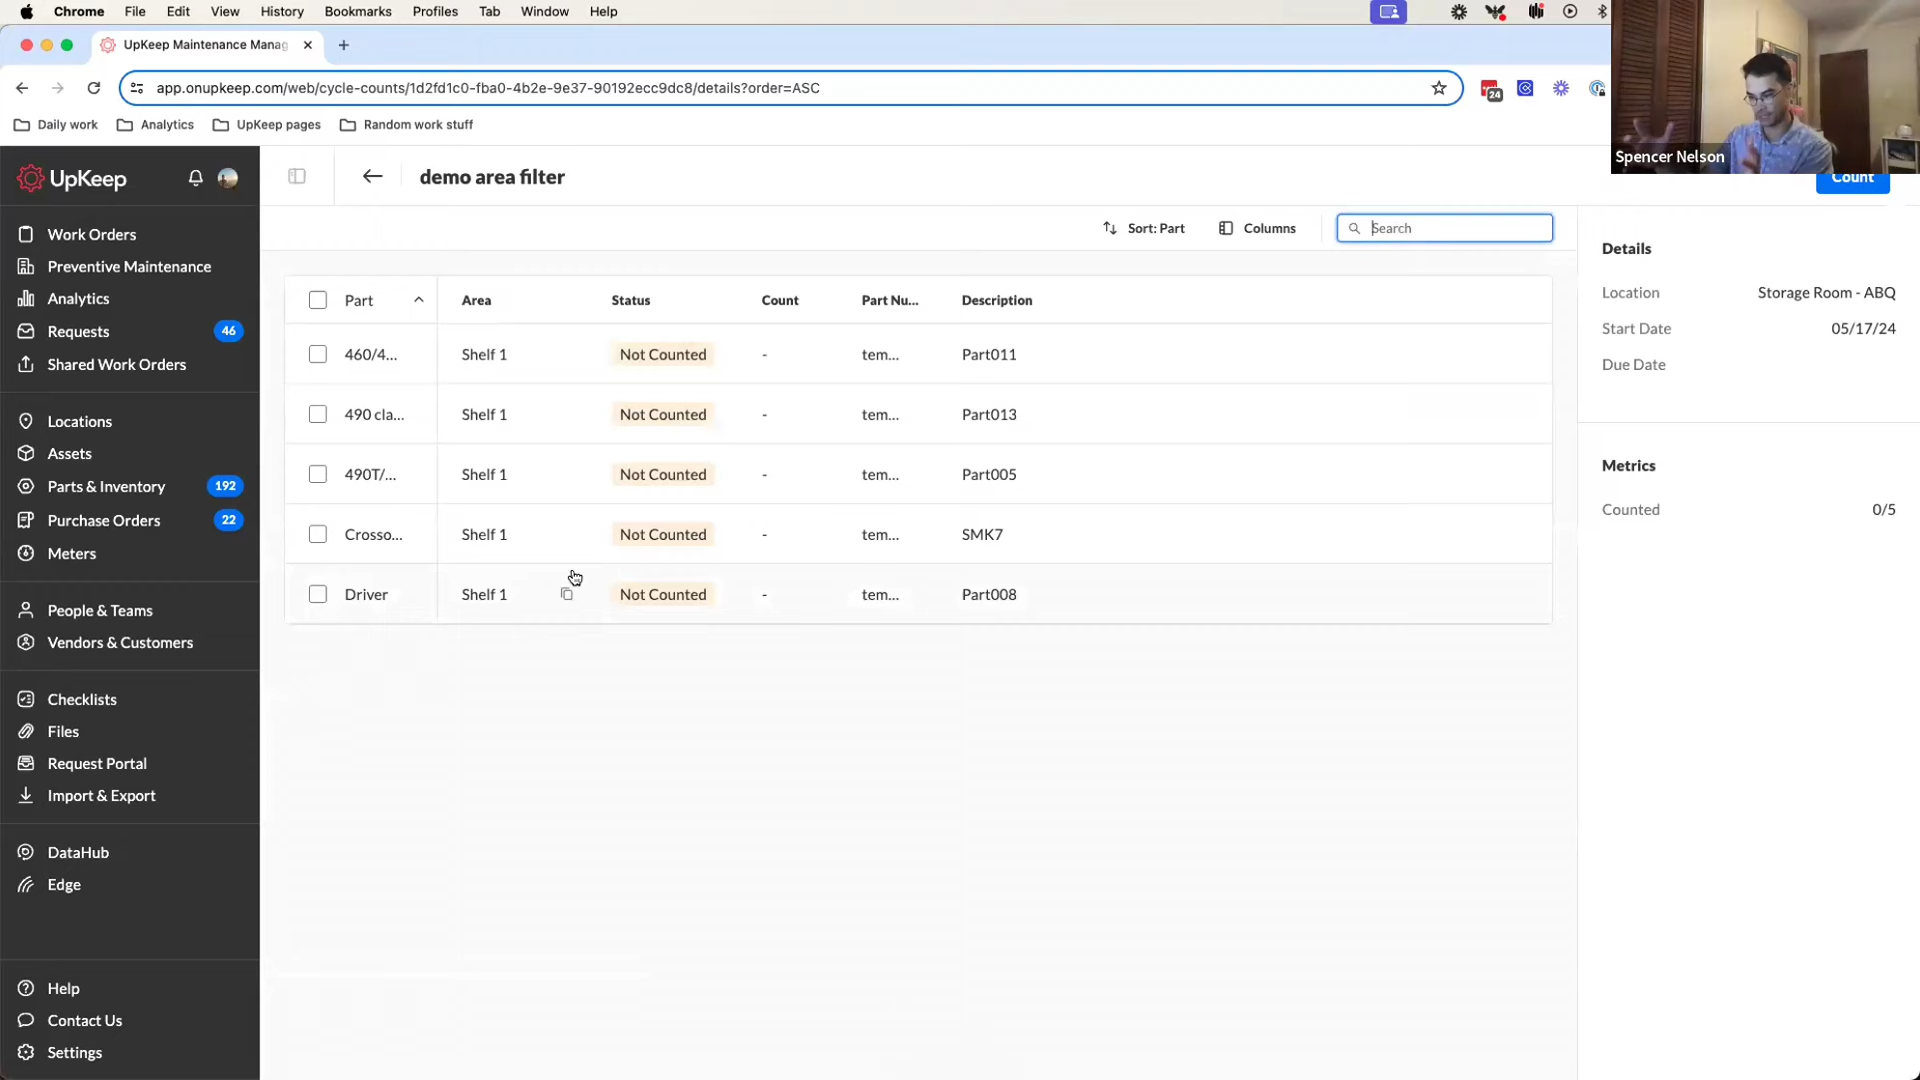 Chrome File Edit View History Bookmarks Profiles Tab Window Help
UpKeep Maintenance Manag
app.onupkeep.com/web/cycle-counts/1d2fd1c0-fba0-4b2e-9e37-90192ecc9dc8/details?order=ASC
24
Daily work Analytics UpKeep pages Random work stuff
Spencer Nelson
UpKeep
demo area filter
Count
Work Orders
Preventive Maintenance
Analytics
Requests 46
Shared Work Orders
Locations
Assets
Parts & Inventory 192
Purchase Orders 22
Meters
People & Teams
Vendors & Customers
Checklists
Files
Request Portal
Import & Export
DataHub
Edge
Help
Contact Us
Settings
Sort: Part Columns Search
Part Area Status Count Part Nu... Description
460/4... Shelf 1 Not Counted - tem... Part011
490 cla... Shelf 1 Not Counted - tem... Part013
490T/... Shelf 1 Not Counted - tem... Part005
Crosso... Shelf 1 Not Counted - tem... SMK7
Driver Shelf 1 Not Counted - tem... Part008
Details
Location Storage Room - ABQ
Start Date 05/17/24
Due Date
Metrics
Counted 0/5